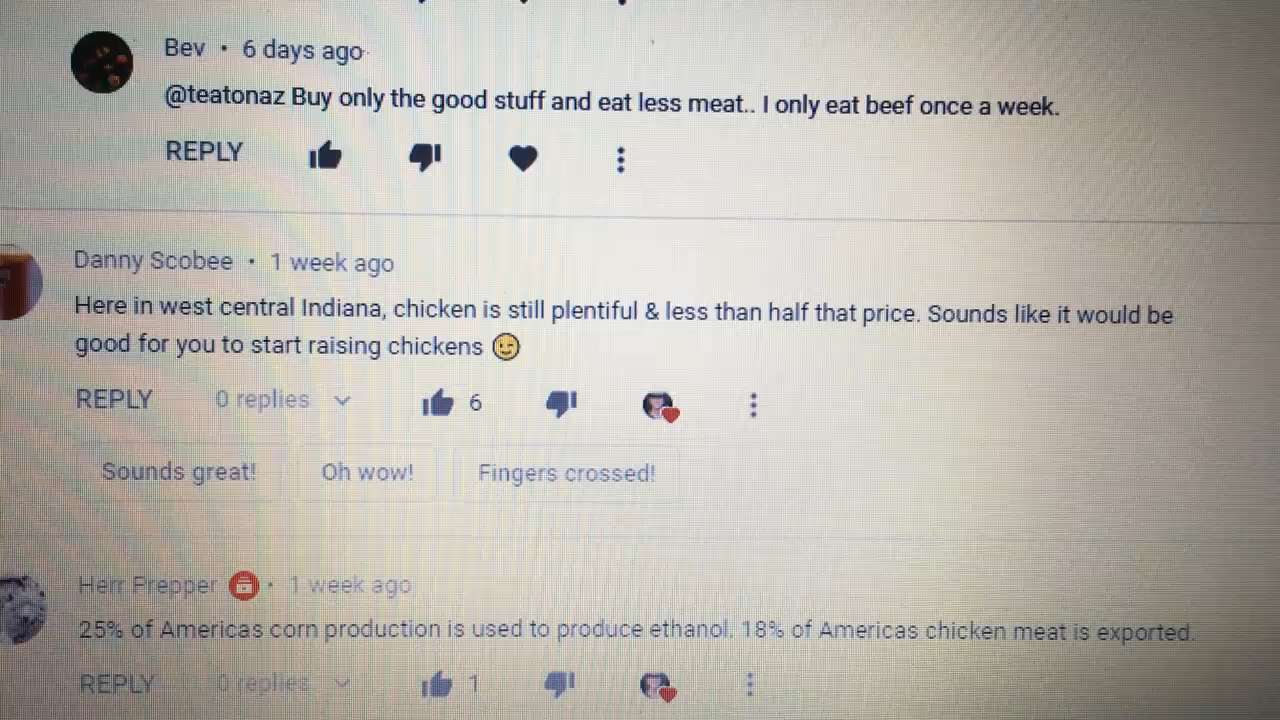 Bev • 6 days ago
@teatonaz Buy only the good stuff and eat less meat.. I only eat beef once a week.
REPLY
Danny Scobee • 1 week ago
Here in west central Indiana, chicken is still plentiful & less than half that price. Sounds like it would be
good for you to start raising chickens 😉
REPLY 0 replies 6
Sounds great! Oh wow! Fingers crossed!
Herr Prepper • 1 week ago
25% of Americas corn production is used to produce ethanol. 18% of Americas chicken meat is exported.
REPLY 0 replies 1